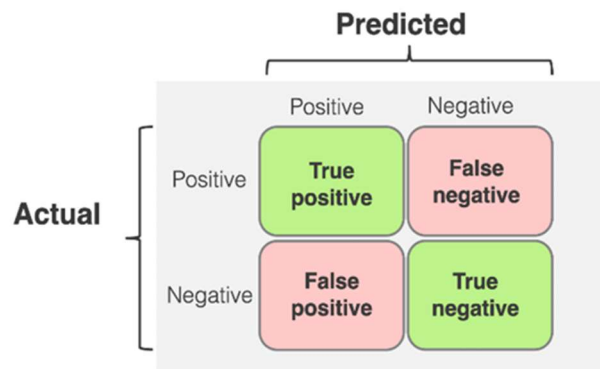 Predicted
Positive Negative
Actual
Positive
True
positive
False
negative
Negative
False
positive
True
negative